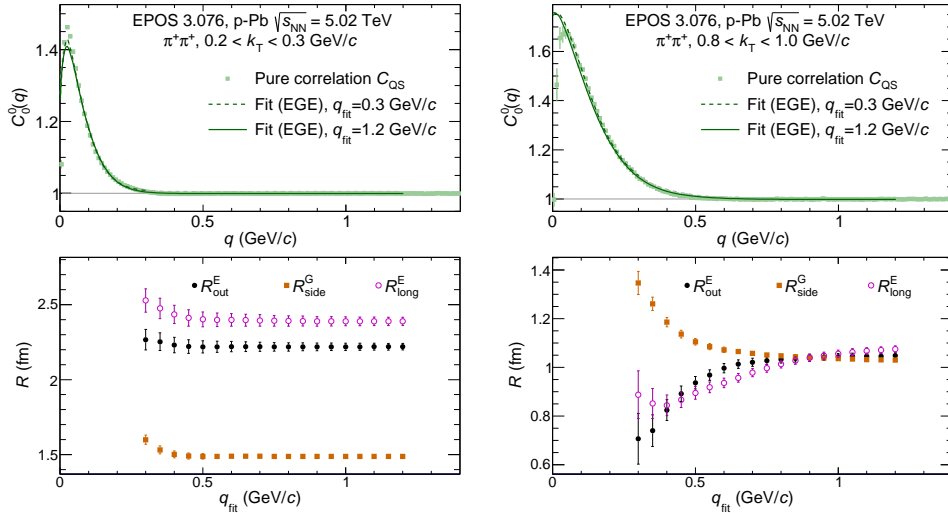 EPOS 3.076, p-Pb √sNN = 5.02 TeV
π+π+, 0.2 < kT < 0.3 GeV/c
Pure correlation CQS
Fit (EGE), qfit=0.3 GeV/c
Fit (EGE), qfit=1.2 GeV/c
C00(q)
1.4
1.2
1
0
0.5
1
q (GeV/c)
EPOS 3.076, p-Pb √sNN = 5.02 TeV
π+π+, 0.8 < kT < 1.0 GeV/c
Pure correlation CQS
Fit (EGE), qfit=0.3 GeV/c
Fit (EGE), qfit=1.2 GeV/c
C00(q)
1.6
1.4
1.2
1
0
0.5
1
q (GeV/c)
REout
RGside
RElong
R (fm)
2.5
2
1.5
0
0.5
1
qfit (GeV/c)
REout
RGside
RElong
R (fm)
1.4
1.2
1.0
0.8
0.6
0
0.5
1
qfit (GeV/c)